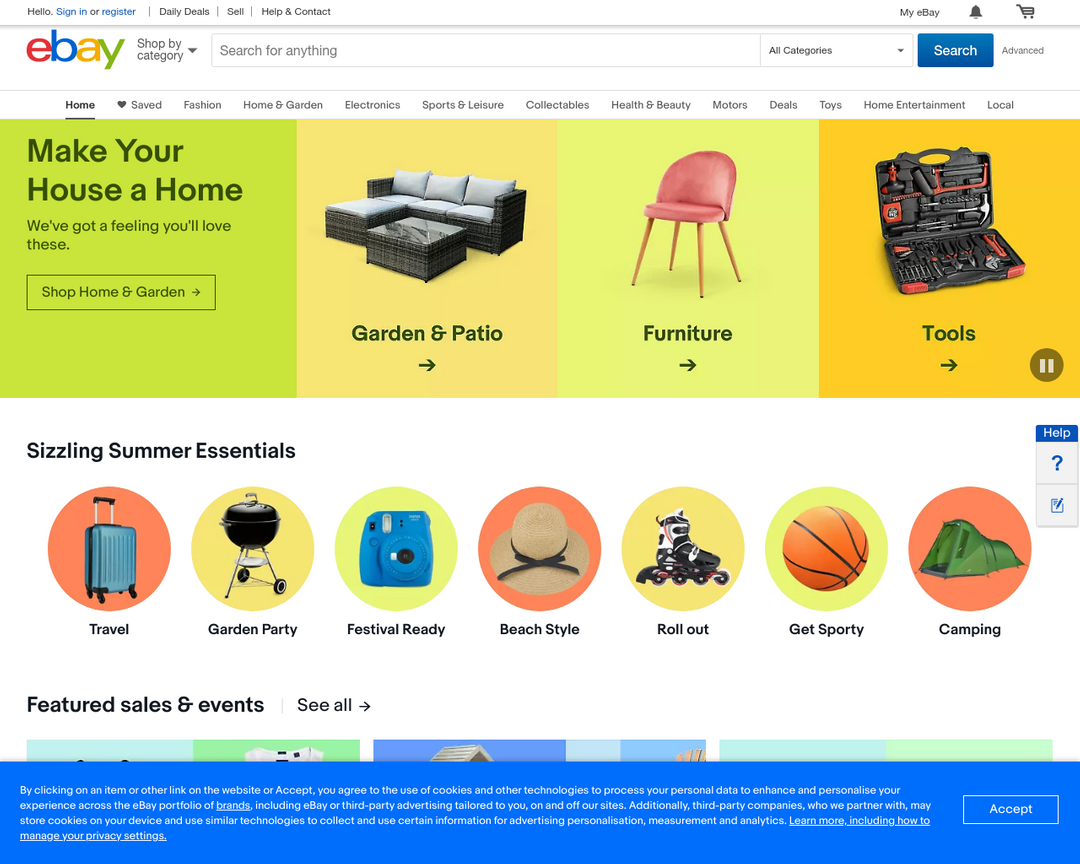 Hello. Sign in or register
Daily Deals
Sell
Help & Contact
My eBay
ebay
Shop by
category
Search for anything
All Categories
Search
Advanced
Home
Saved
Fashion
Home & Garden
Electronics
Sports & Leisure
Collectables
Health & Beauty
Motors
Deals
Toys
Home Entertainment
Local
Make Your
House a Home
We've got a feeling you'll love
these.
Shop Home & Garden →
Garden & Patio
→
Furniture
→
Tools
→
Help
?
Sizzling Summer Essentials
Travel
Garden Party
Festival Ready
Beach Style
Roll out
Get Sporty
Camping
Featured sales & events
See all →
By clicking on an item or other link on the website or Accept, you agree to the use of cookies and other technologies to process your personal data to enhance and personalise your
experience across the eBay portfolio of brands, including eBay or third-party advertising tailored to you, on and off our sites. Additionally, third-party companies, who we partner with, may
store cookies on your device and use similar technologies to collect and use certain information for advertising personalisation, measurement and analytics. Learn more, including how to
manage your privacy settings.
Accept